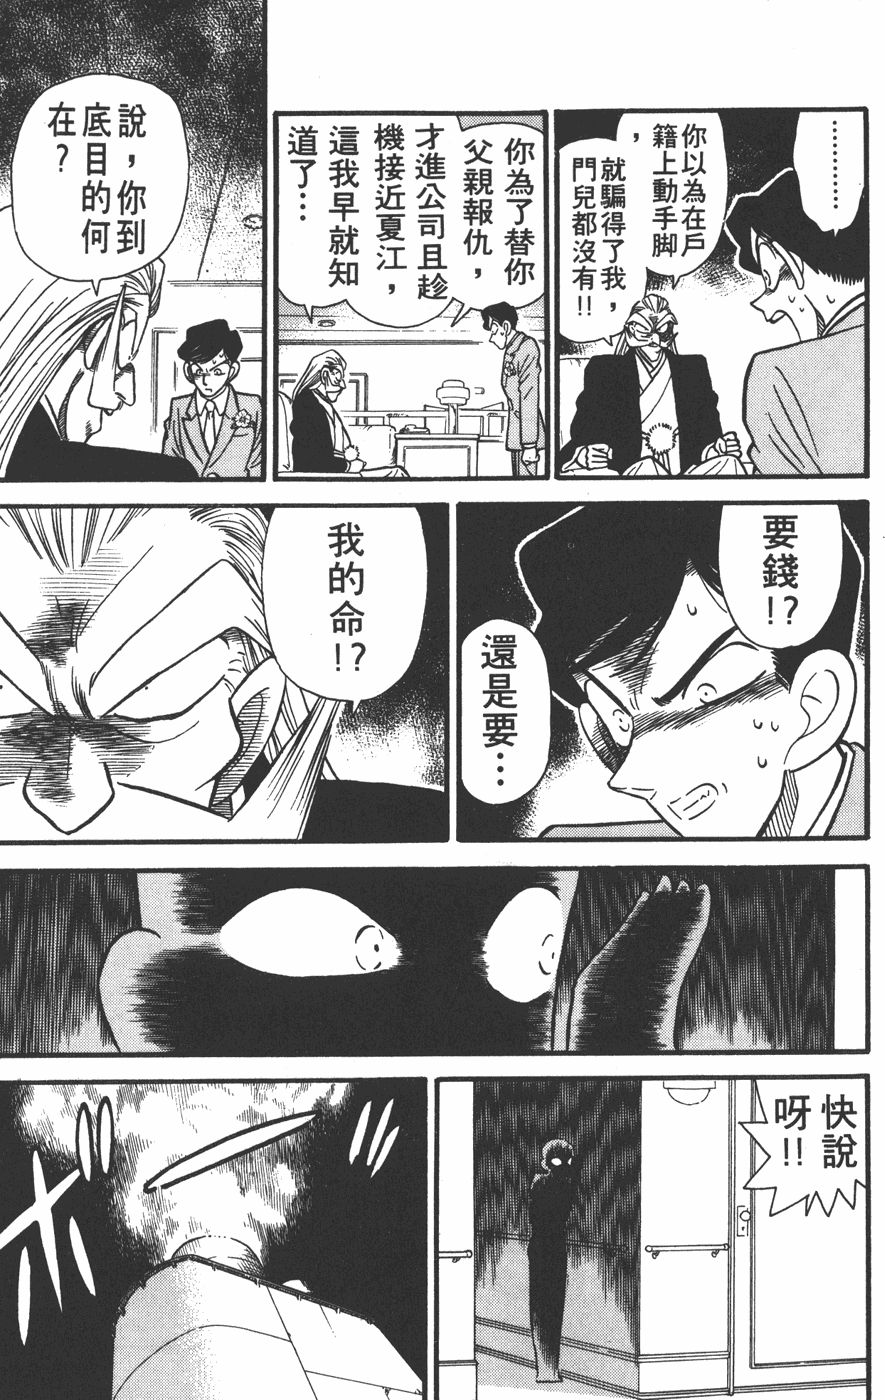 …………
你以為在戶
籍上動手脚
，
就騙得了我，
門兒都沒有!!
你為了替你
父親報仇，
才進公司且趁
機接近夏江，
這我早就知
道了…
說，你到
底目的何
在？
要錢!?
還是要…
我的命!?
快說
呀!!